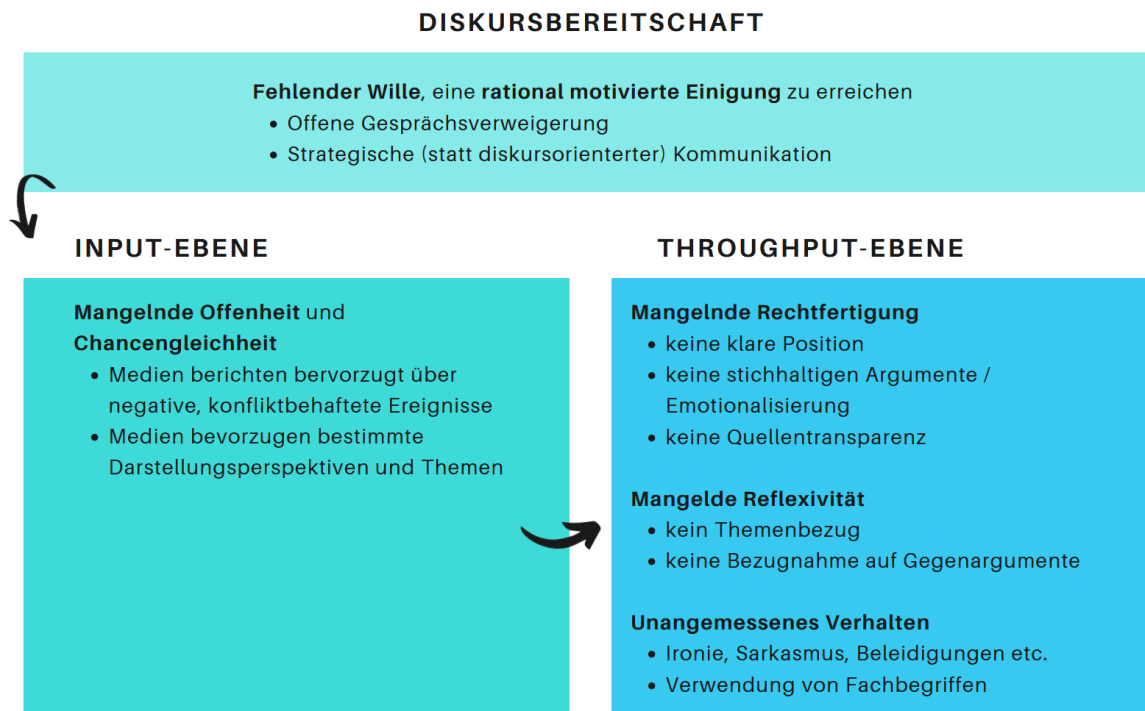 DISKURSBEREITSCHAFT
Fehlender Wille, eine rational motivierte Einigung zu erreichen
• Offene Gesprächsverweigerung
• Strategische (statt diskursorienterter) Kommunikation
INPUT-EBENE
Mangelnde Offenheit und
Chancengleichheit
• Medien berichten bervorzugt über
negative, konfliktbehaftete Ereignisse
• Medien bevorzugen bestimmte
Darstellungsperspektiven und Themen
THROUGHPUT-EBENE
Mangelnde Rechtfertigung
• keine klare Position
• keine stichhaltigen Argumente /
Emotionalisierung
• keine Quellentransparenz
Mangelde Reflexivität
• kein Themenbezug
• keine Bezugnahme auf Gegenargumente
Unangemessenes Verhalten
• Ironie, Sarkasmus, Beleidigungen etc.
• Verwendung von Fachbegriffen